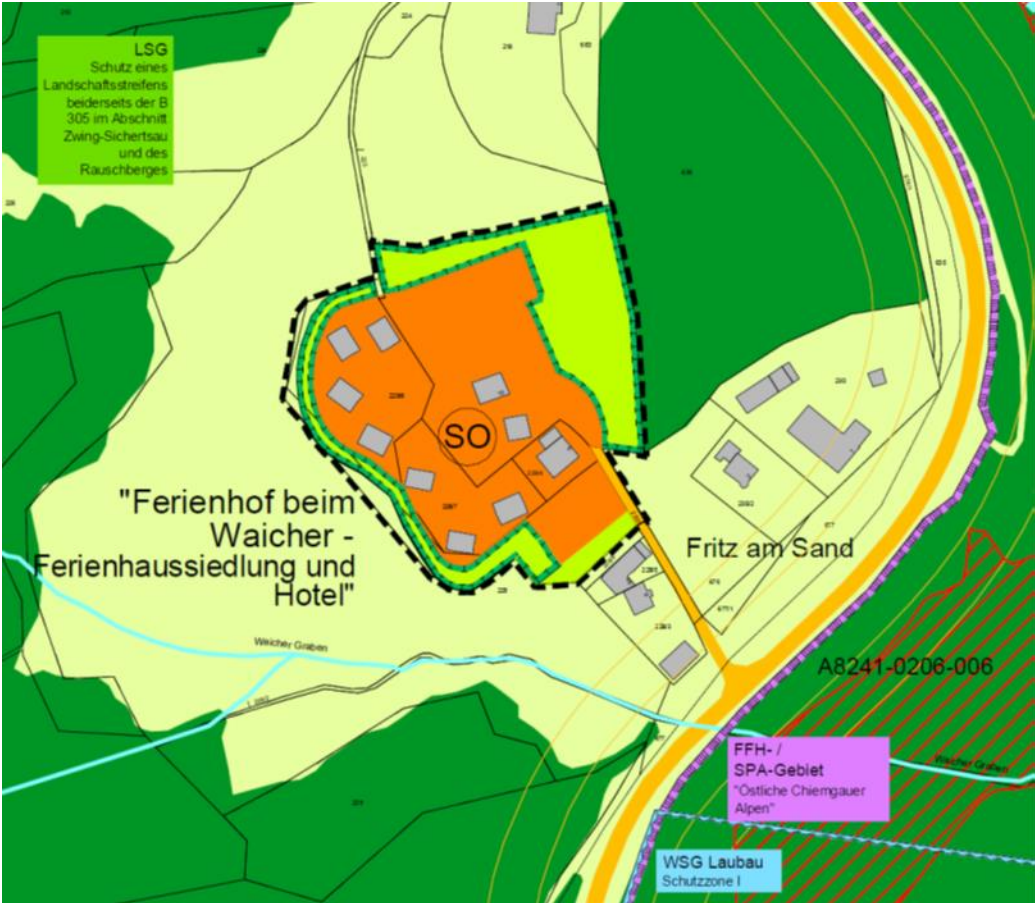 LSG
Schutz eines
Landschaftsstreifens
beiderseits der B
305 im Abschnitt
Zwing-Sichertsau
und des
Rauschberges
SO
"Ferienhof beim
Waicher -
Ferienhaussiedlung und
Hotel"
Fritz am Sand
Waicher Graben
A8241-0206-006
FFH- /
SPA-Gebiet
"Östliche Chiemgauer
Alpen"
Waicher Graben
WSG Laubau
Schutzzone I